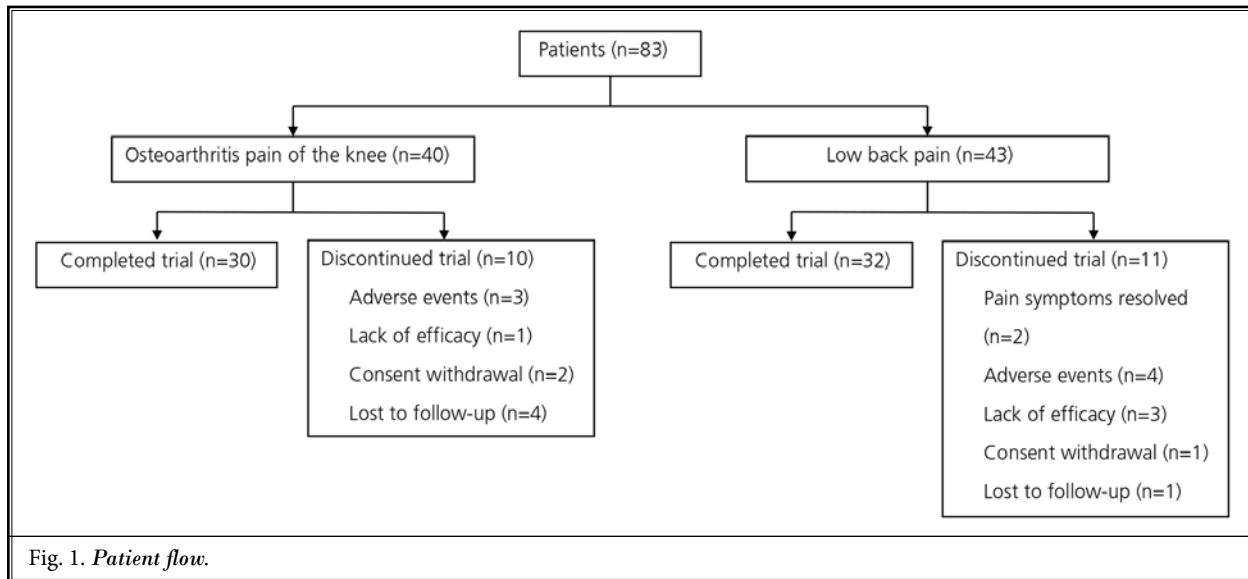 Patients (n=83)
Osteoarthritis pain of the knee (n=40)
Low back pain (n=43)
Completed trial (n=30)
Discontinued trial (n=10)
Adverse events (n=3)
Lack of efficacy (n=1)
Consent withdrawal (n=2)
Lost to follow-up (n=4)
Completed trial (n=32)
Discontinued trial (n=11)
Pain symptoms resolved
(n=2)
Adverse events (n=4)
Lack of efficacy (n=3)
Consent withdrawal (n=1)
Lost to follow-up (n=1)
Fig. 1. Patient flow.